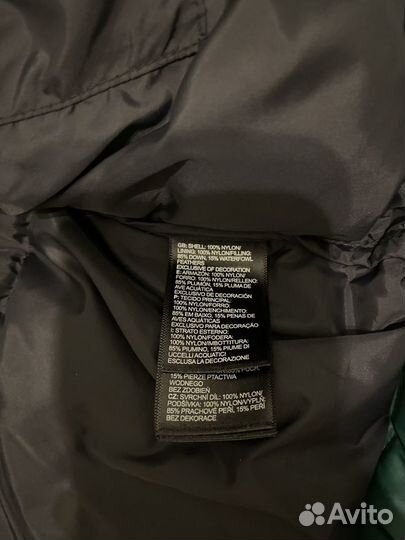 GB: SHELL: 100% NYLON/
LINING: 100% NYLON/FILLING:
85% DOWN, 15% WATERFOWL
FEATHERS
EXCLUSIVE OF DECORATION
E: ARMAZÓN: 100% NYLON/
FORRO: 100% NYLON/RELLENO:
85% PLUMÓN, 15% PLUMA DE
AVE ACUÁTICA
EXCLUSIVO DE DECORACIÓN
P: TECIDO PRINCIPAL
100% NYLON/FORRO:
100% NYLON/ENCHIMENTO:
85% EM BAIXO, 15% PENAS DE
AVES AQUÁTICAS
EXCLUSIVO PARA DECORAÇÃO
I: STRATO ESTERNO:
100% NYLON/FODERA:
100% NYLON/IMBOTTITURA:
85% PIUMINO, 15% PIUME DI
UCCELLI ACQUATICI
ESCLUSA LA DECORAZIONE
15% PIERZE PTACTWA
WODNEGO
BEZ ZDOBIEŃ
CZ: SVRCHNÍ DÍL: 100% NYLON/
PODŠÍVKA: 100% NYLON/VÝPLŇ:
85% PRACHOVÉ PEŘÍ, 15% PEŘÍ
BEZ DEKORACE
Avito